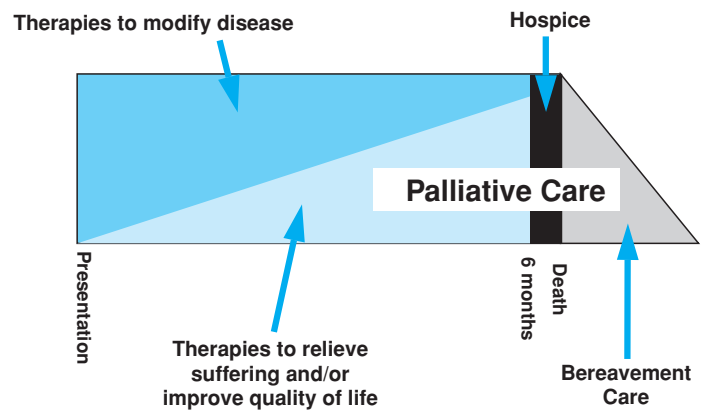 Therapies to modify disease
Hospice
Palliative Care
Presentation
6 months
Death
Therapies to relieve
suffering and/or
improve quality of life
Bereavement
Care